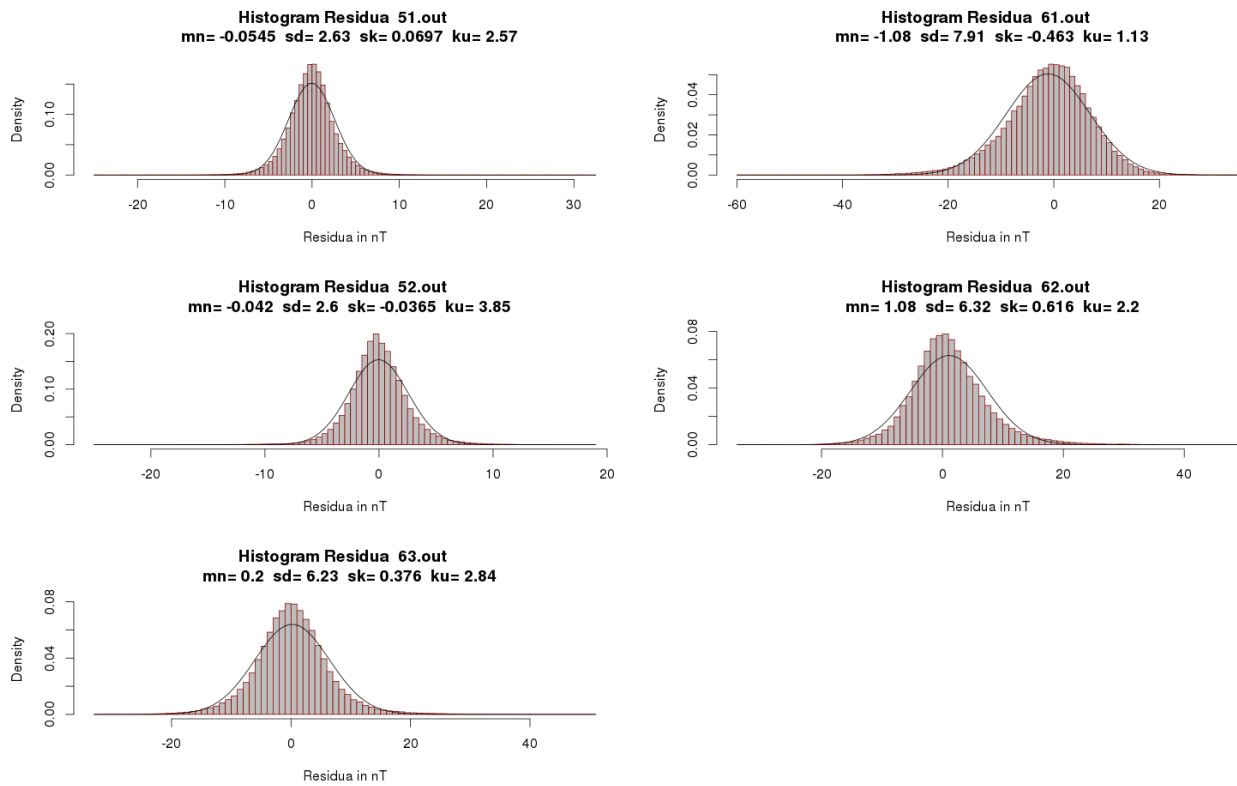 Histogram Residua 51.out
mn= -0.0545 sd= 2.63 sk= 0.0697 ku= 2.57
Density
0.00 0.10
-20 -10 0 10 20 30
Residua in nT
Histogram Residua 61.out
mn= -1.08 sd= 7.91 sk= -0.463 ku= 1.13
Density
0.00 0.02 0.04
-60 -40 -20 0 20
Residua in nT
Histogram Residua 52.out
mn= -0.042 sd= 2.6 sk= -0.0365 ku= 3.85
Density
0.00 0.10 0.20
-20 -10 0 10 20
Residua in nT
Histogram Residua 62.out
mn= 1.08 sd= 6.32 sk= 0.616 ku= 2.2
Density
0.00 0.04 0.08
-20 0 20 40
Residua in nT
Histogram Residua 63.out
mn= 0.2 sd= 6.23 sk= 0.376 ku= 2.84
Density
0.00 0.04 0.08
-20 0 20 40
Residua in nT